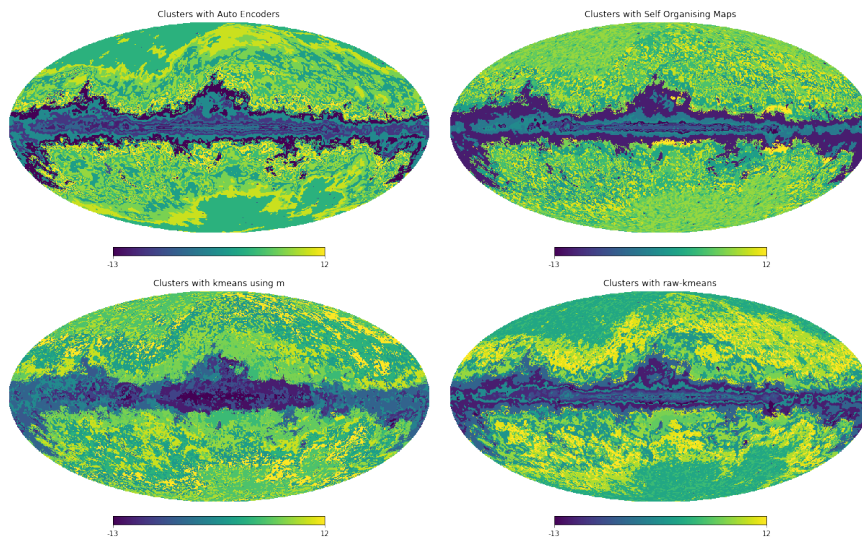 Clusters with Auto Encoders
Clusters with Self Organising Maps
-13
12
-13
12
Clusters with kmeans using m
Clusters with raw-kmeans
-13
12
-13
12